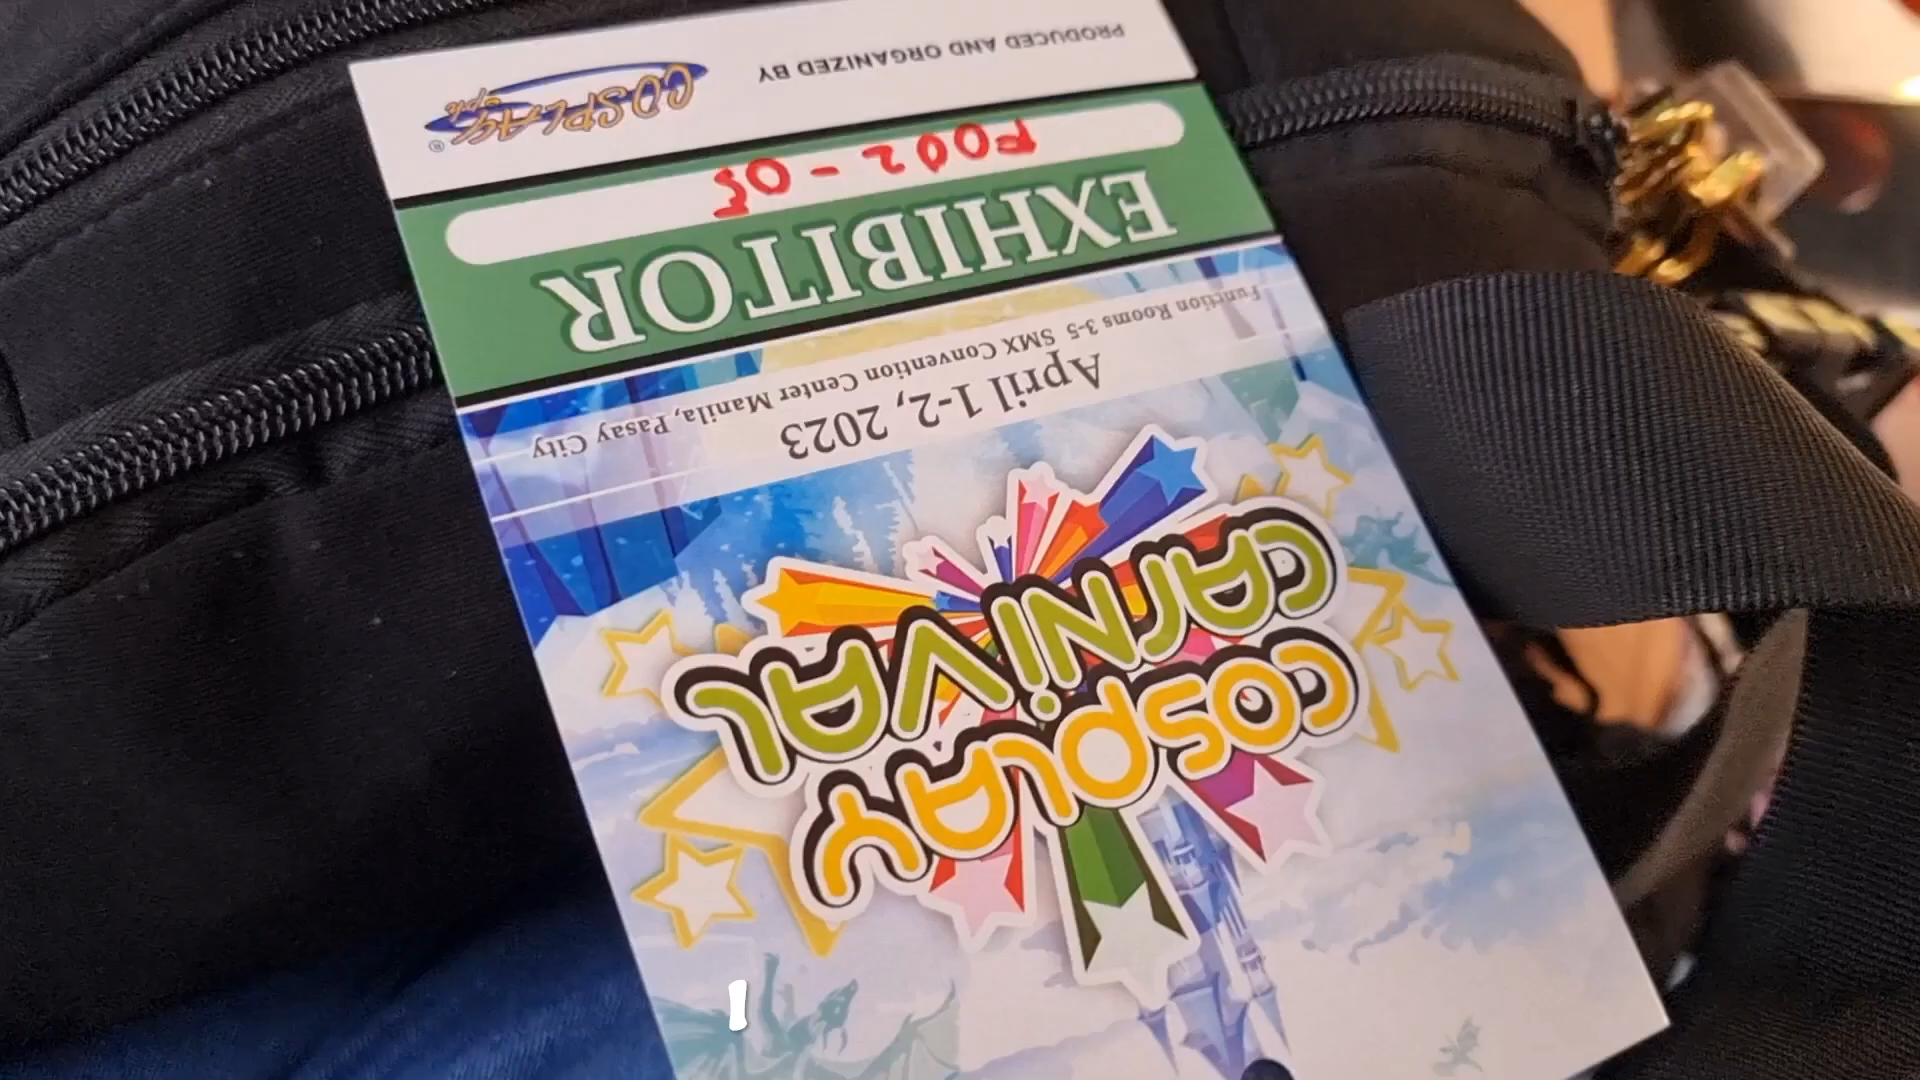 COSPLAY
CARNiVAL
April 1-2, 2023
Function Rooms 3-5 SMX Convention Center Manila, Pasay City
EXHIBITOR
F002-05
PRODUCED AND ORGANIZED BY
COSPLAY
.ph
®
I